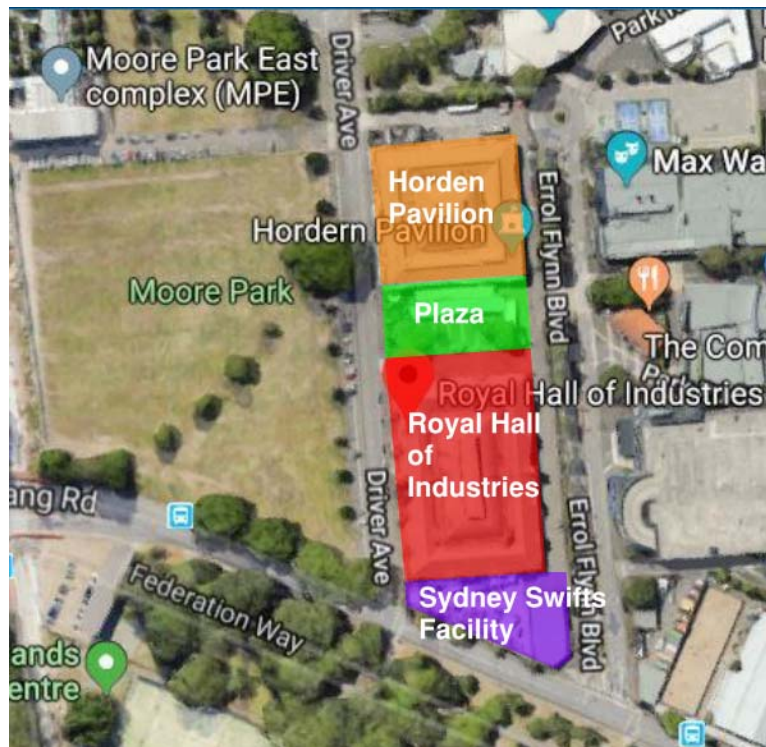 Park R
Driver Ave
Moore Park East
complex (MPE)
Max Wa
Horden
Pavilion
Hordern Pavilion
Errol Flynn Blvd
Moore Park
Plaza
The Com
Park
Royal Hall of Industries
Royal Hall
of
Industries
ang Rd
Driver Ave
Errol Flynn Blvd
Federation Way
Sydney Swifts
Facility
ands
entre